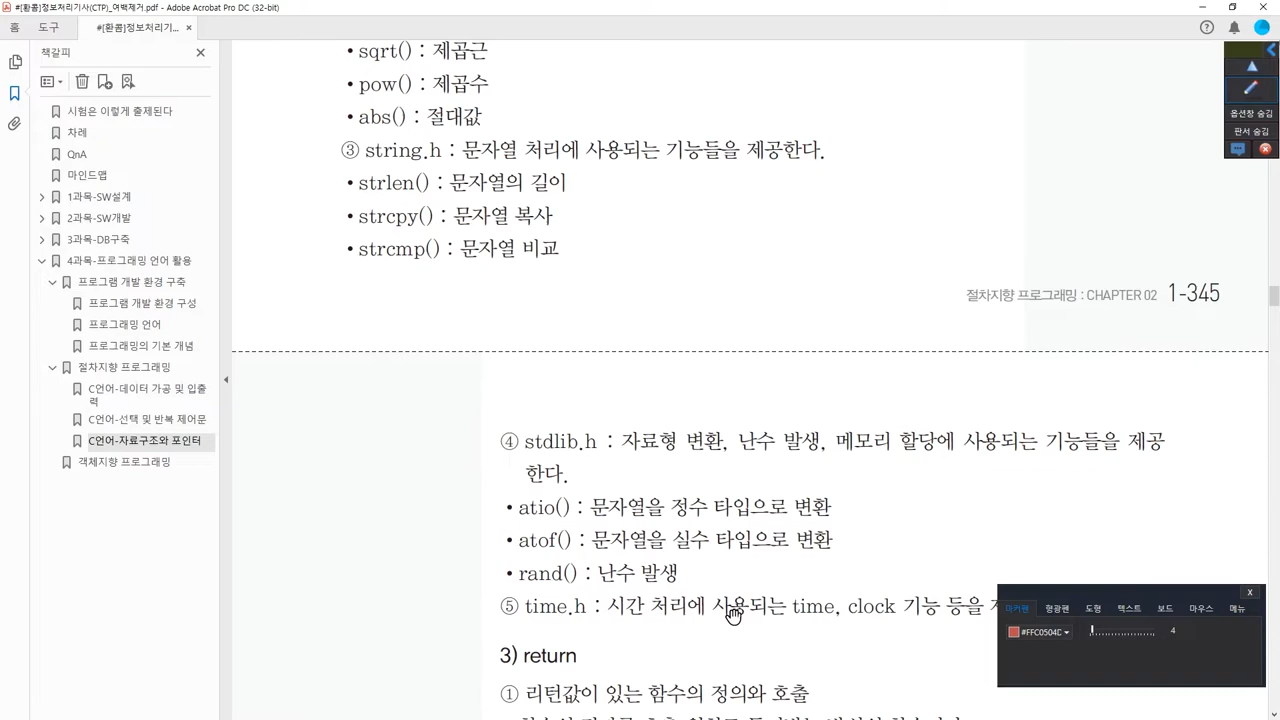 #[환콤]정보처리기사(CTP)_여백제거.pdf - Adobe Acrobat Pro DC (32-bit)
홈 도구 #[환콤]정보처리기... ×
책갈피
시험은 이렇게 출제된다
차례
QnA
마인드맵
1과목-SW설계
2과목-SW개발
3과목-DB구축
4과목-프로그래밍 언어 활용
프로그램 개발 환경 구축
프로그램 개발 환경 구성
프로그래밍 언어
프로그래밍의 기본 개념
절차지향 프로그래밍
C언어-데이터 가공 및 입출
력
C언어-선택 및 반복 제어문
C언어-자료구조와 포인터
객체지향 프로그래밍
• sqrt() : 제곱근
• pow() : 제곱수
• abs() : 절대값
③ string.h : 문자열 처리에 사용되는 기능들을 제공한다.
• strlen() : 문자열의 길이
• strcpy() : 문자열 복사
• strcmp() : 문자열 비교
절차지향 프로그래밍 : CHAPTER 02 1-345
④ stdlib.h : 자료형 변환, 난수 발생, 메모리 할당에 사용되는 기능들을 제공
한다.
• atio() : 문자열을 정수 타입으로 변환
• atof() : 문자열을 실수 타입으로 변환
• rand() : 난수 발생
⑤ time.h : 시간 처리에 사용되는 time, clock 기능 등을
3) return
① 리턴값이 있는 함수의 정의와 호출
옵션창 숨김
판서 숨김
X
마커펜 형광펜 도형 텍스트 보드 마우스 메뉴
#FFC0504D 4